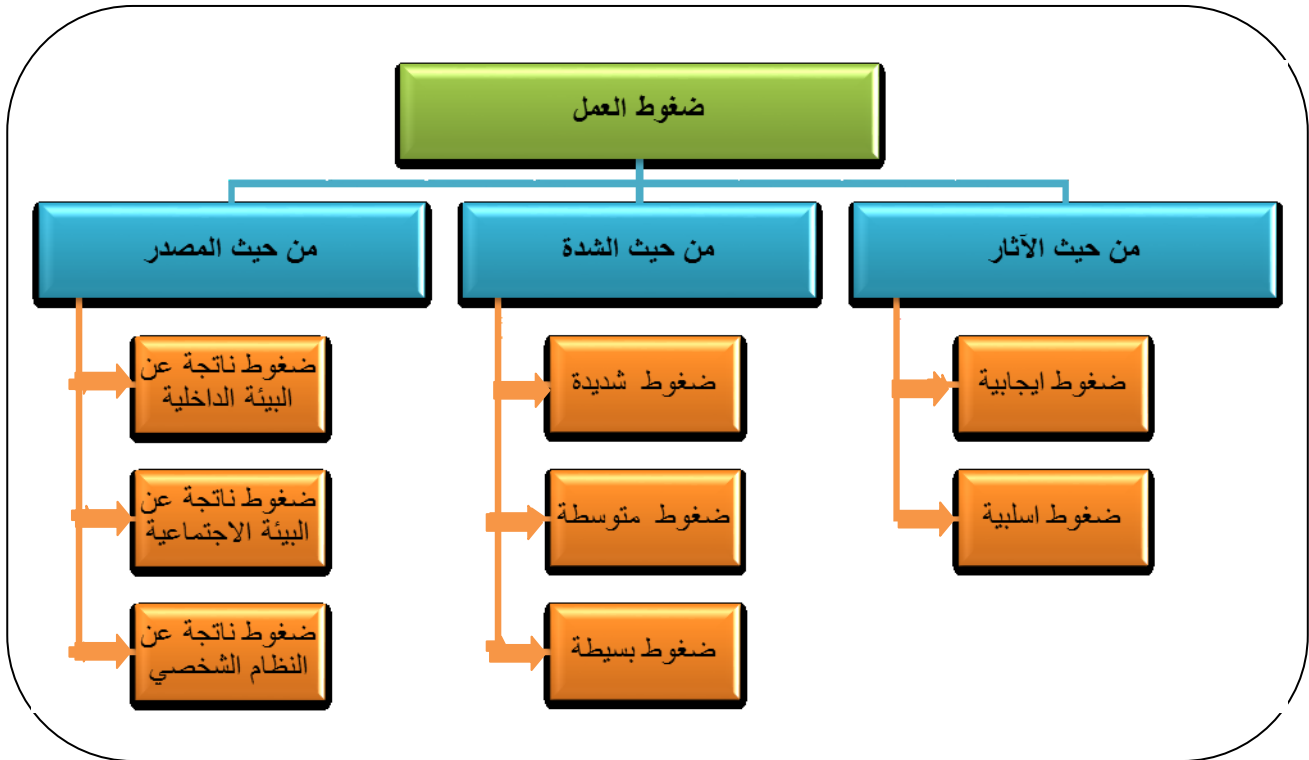 ضغوط العمل
من حيث الآثار
ضغوط ايجابية
ضغوط اسلبية
من حيث الشدة
ضغوط شديدة
ضغوط متوسطة
ضغوط بسيطة
من حيث المصدر
ضغوط ناتجة عن
البيئة الداخلية
ضغوط ناتجة عن
البيئة الاجتماعية
ضغوط ناتجة عن
النظام الشخصي